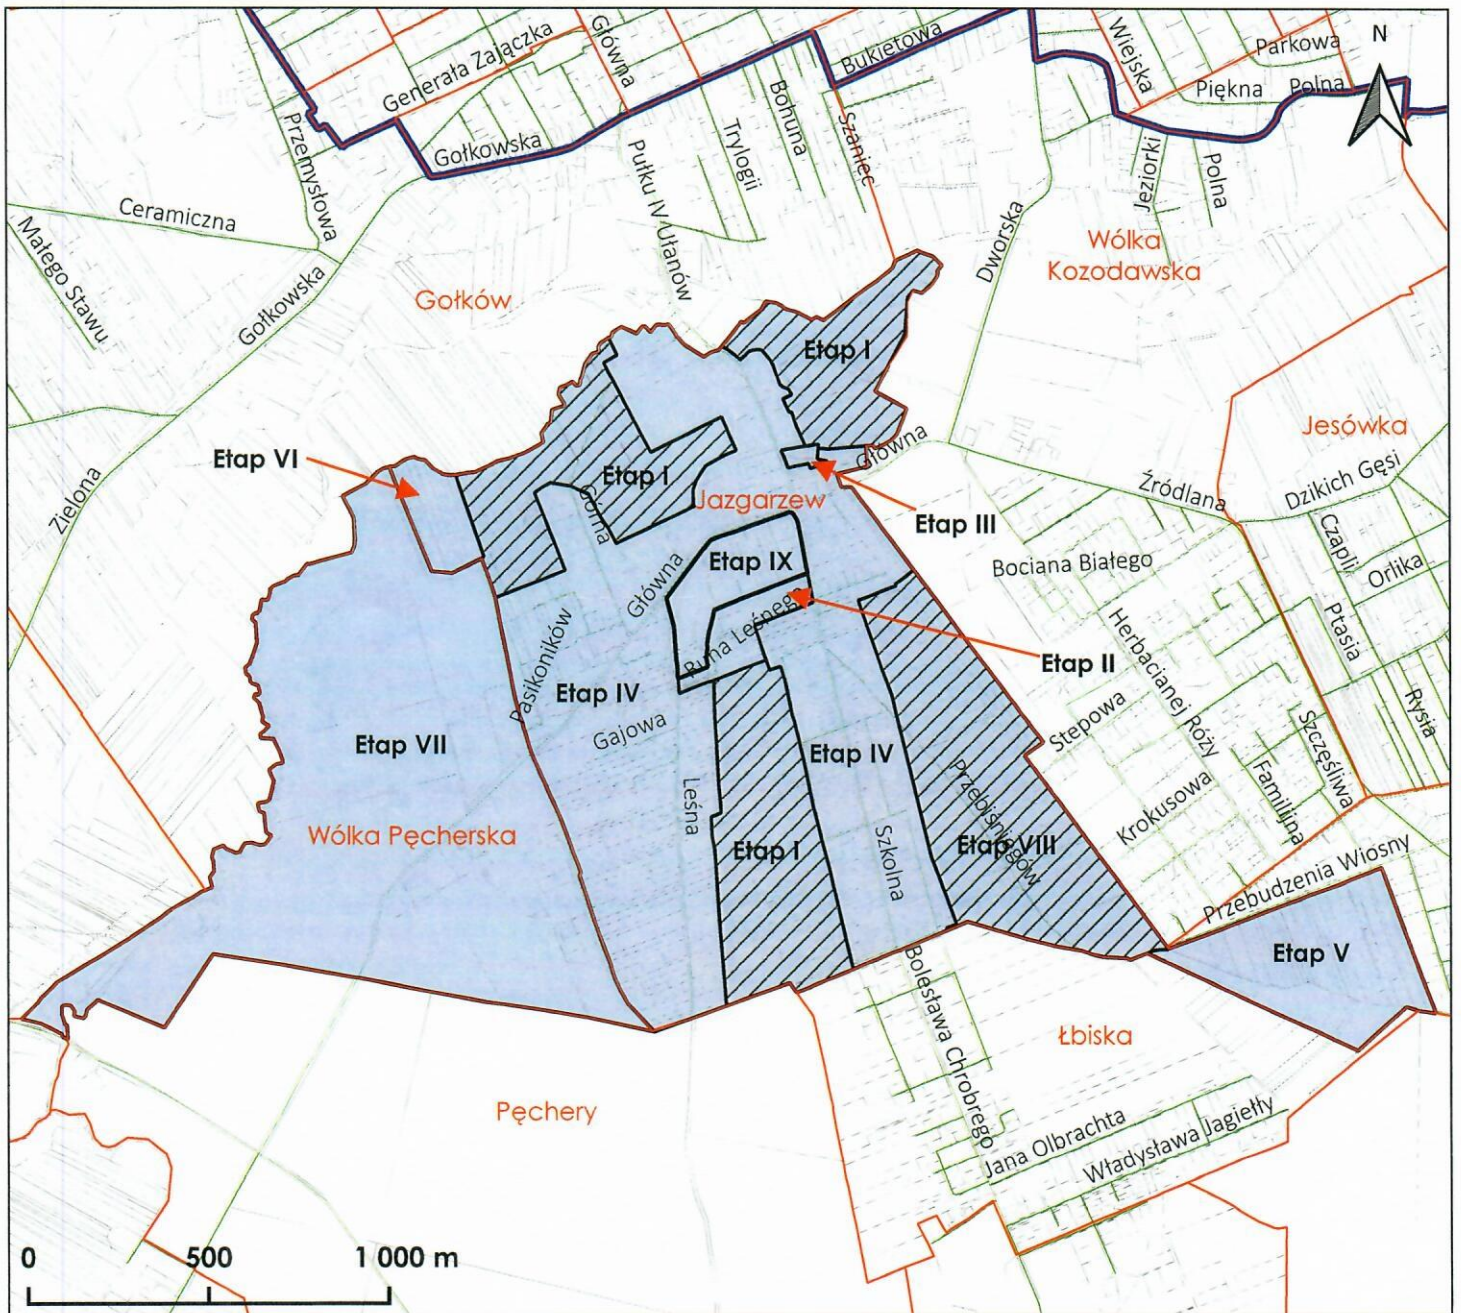 Generała Zajączka
Główna
Bukietowa
Wiejska
Parkowa
N
Piękna
Polna
Przemysłowa
Gołkowska
Pułku IV Ułanów
Trylogii
Bohuna
Szaniec
Jeziorki
Polna
Ceramiczna
Małego Stawu
Gołkowska
Gołków
Dworska
Wólka
Kozodawska
Etap I
Jesówka
Etap VI
Etap I
Główna
Zielona
Górna
Jazgarzew
Etap III
Źródlana
Dzikich Gęsi
Czapli
Orlika
Etap IX
Bociana Białego
Główna
Runa Leśnego
Ptasia
Pasikoników
Etap IV
Etap II
Herbacianej Róży
Gajowa
Stepowa
Rysia
Etap VII
Etap IV
Szczęśliwa
Przebiśniegów
Familijna
Leśna
Krokusowa
Wólka Pęcherska
Etap I
Szkolna
Etap VIII
Przebudzenia Wiosny
Etap V
Bolesława Chrobrego
Łbiska
Pęchery
Jana Olbrachta
Władysława Jagiełły
0 500 1 000 m